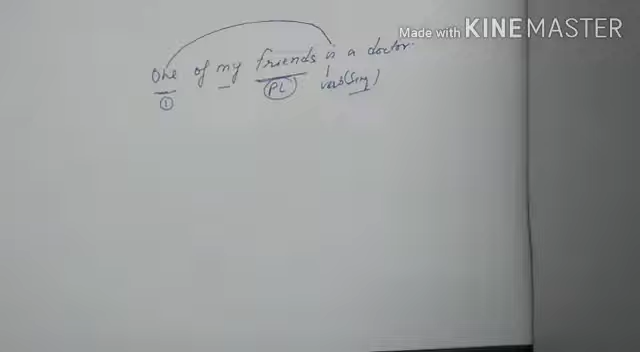 Made with KINEMASTER
One of my friends is a doctor.
1 PL verb(Sing)